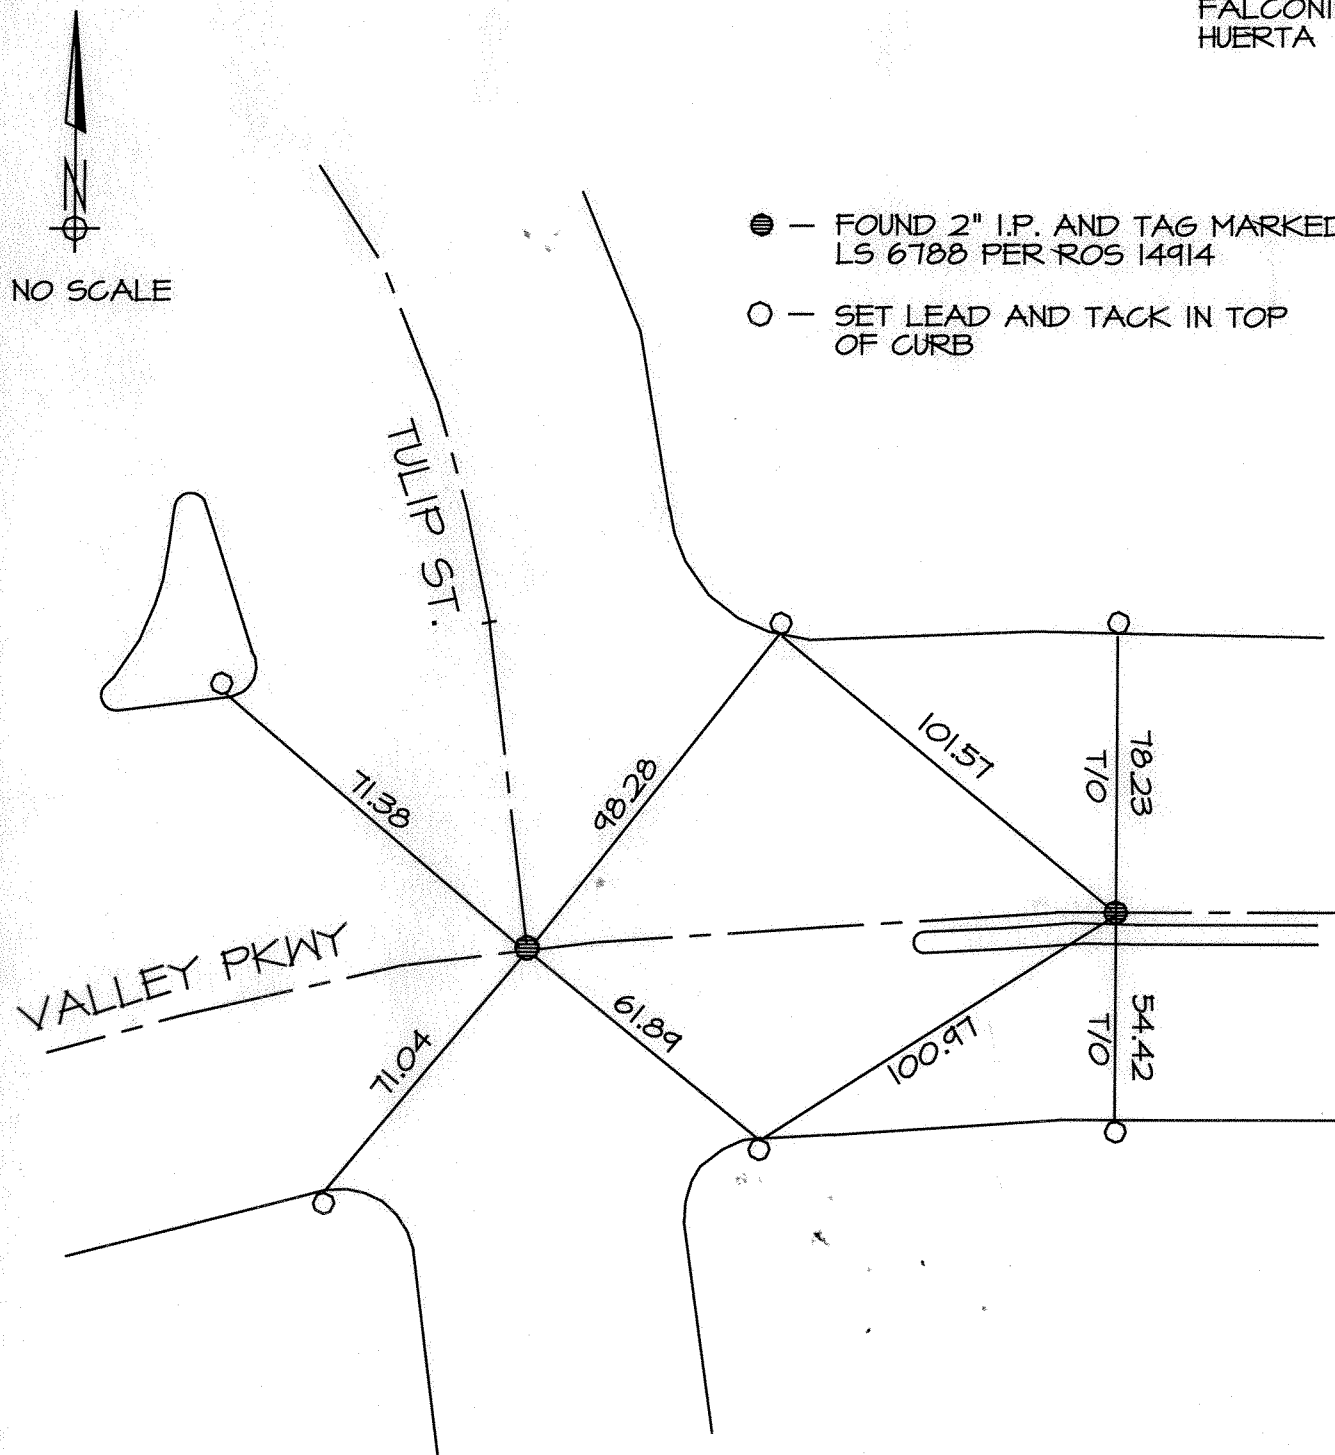 HUERTA
N
NO SCALE
FOUND 2" I.P. AND TAG MARKED
LS 6788 PER ROS 14914
SET LEAD AND TACK IN TOP
OF CURB
TULIP ST.
101.57
78.23
T/O
71.38
98.28
VALLEY PKWY
61.89
71.04
100.97
54.42
T/O